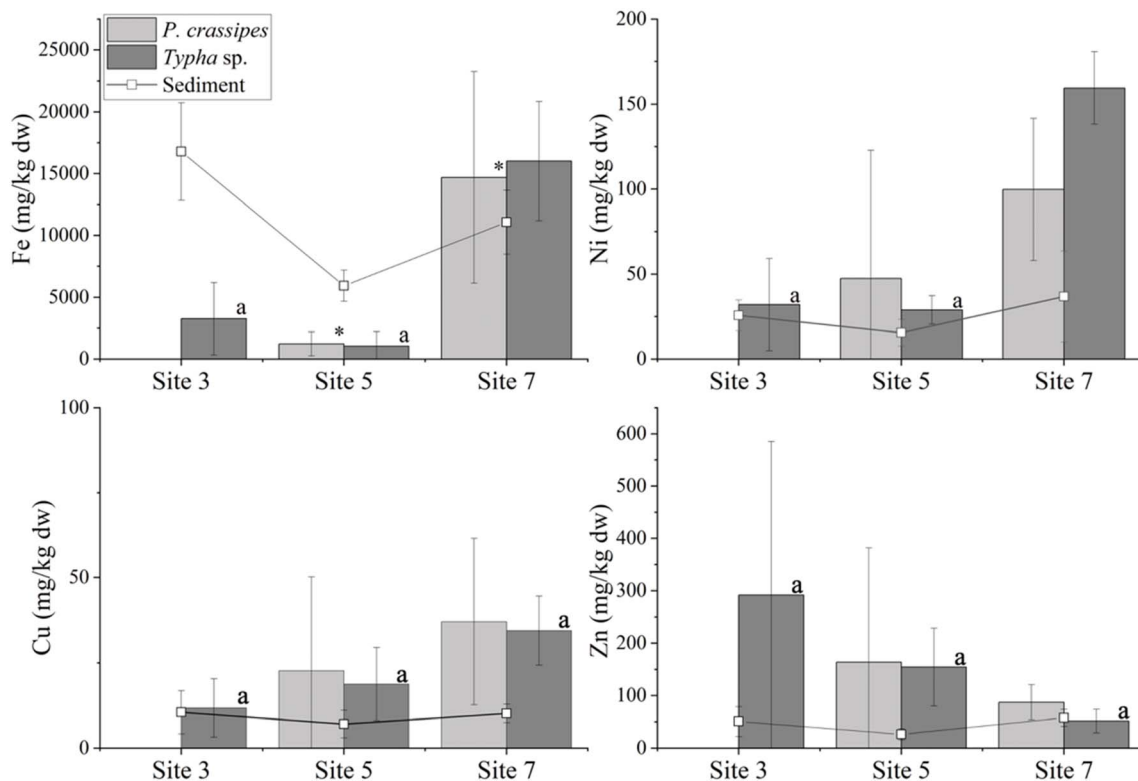 P. crassipes
Typha sp.
Sediment
Fe (mg/kg dw)
25000
20000
15000
10000
5000
0
a
*
a
*
Site 3 Site 5 Site 7
Ni (mg/kg dw)
200
150
100
50
0
a
a
Site 3 Site 5 Site 7
Cu (mg/kg dw)
100
50
0
a
a
a
Site 3 Site 5 Site 7
Zn (mg/kg dw)
600
500
400
300
200
100
0
a
a
a
Site 3 Site 5 Site 7